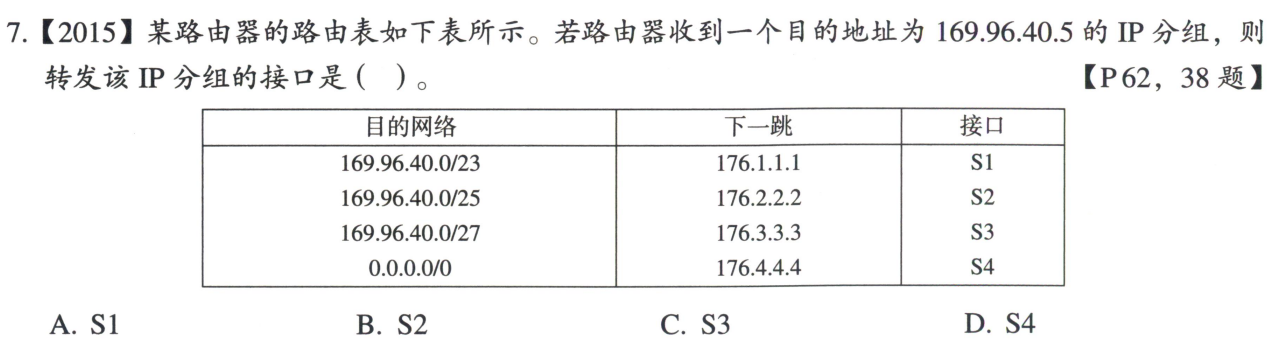 7.【2015】某路由器的路由表如下表所示。若路由器收到一个目的地址为 169.96.40.5 的 IP 分组，则
转发该 IP 分组的接口是（ ）。 【P62，38 题】
目的网络 下一跳 接口
169.96.40.0/23 176.1.1.1 S1
169.96.40.0/25 176.2.2.2 S2
169.96.40.0/27 176.3.3.3 S3
0.0.0.0/0 176.4.4.4 S4
A. S1 B. S2 C. S3 D. S4